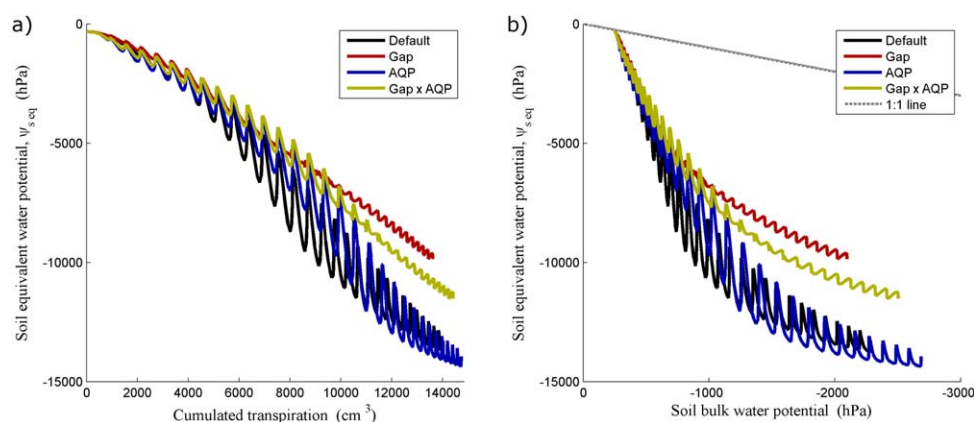 a)
Soil equivalent water potential, ψs eq (hPa)
0
-5000
-10000
-15000
0 2000 4000 6000 8000 10000 12000 14000
Cumulated transpiration (cm³)
Default
Gap
AQP
Gap x AQP
b)
Soil equivalent water potential, ψs eq (hPa)
0
-5000
-10000
-15000
0 -1000 -2000 -3000
Soil bulk water potential (hPa)
Default
Gap
AQP
Gap x AQP
1:1 line